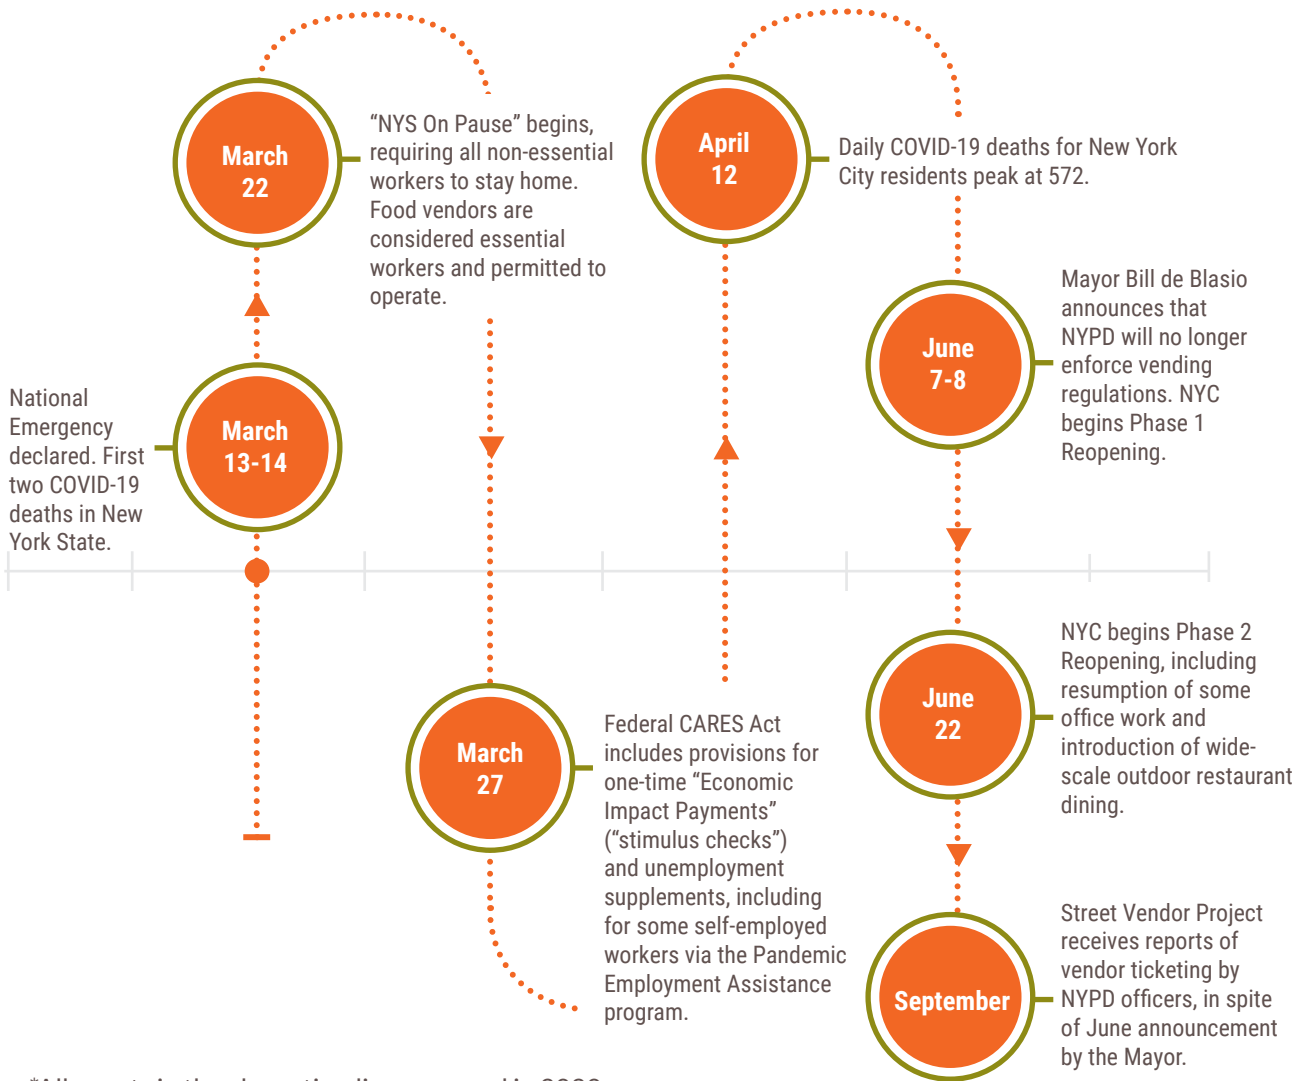 March
13-14
National
Emergency
declared. First
two COVID-19
deaths in New
York State.
March
22
“NYS On Pause” begins,
requiring all non-essential
workers to stay home.
Food vendors are
considered essential
workers and permitted to
operate.
March
27
Federal CARES Act
includes provisions for
one-time “Economic
Impact Payments”
(“stimulus checks”)
and unemployment
supplements, including
for some self-employed
workers via the Pandemic
Employment Assistance
program.
April
12
Daily COVID-19 deaths for New York
City residents peak at 572.
June
7-8
Mayor Bill de Blasio
announces that
NYPD will no longer
enforce vending
regulations. NYC
begins Phase 1
Reopening.
June
22
NYC begins Phase 2
Reopening, including
resumption of some
office work and
introduction of wide-
scale outdoor restaurant
dining.
September
Street Vendor Project
receives reports of
vendor ticketing by
NYPD officers, in spite
of June announcement
by the Mayor.